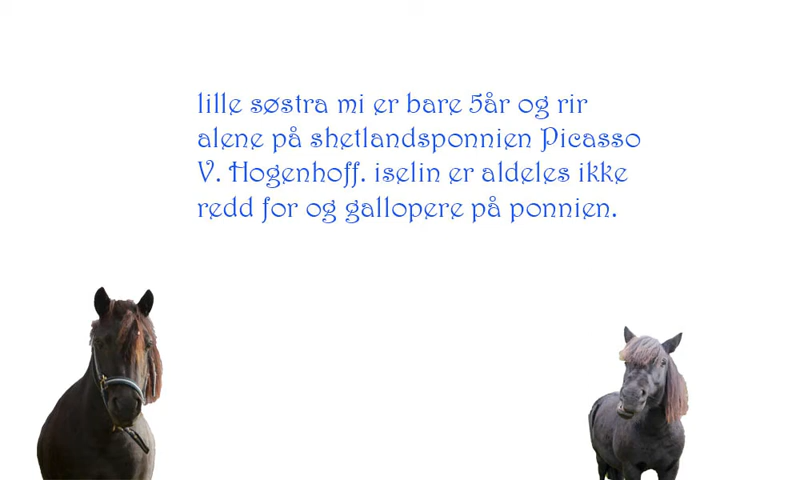 lille søstra mi er bare 5år og rir
alene på shetlandsponnien Picasso
V. Hogenhoff. iselin er aldeles ikke
redd for og gallopere på ponnien.